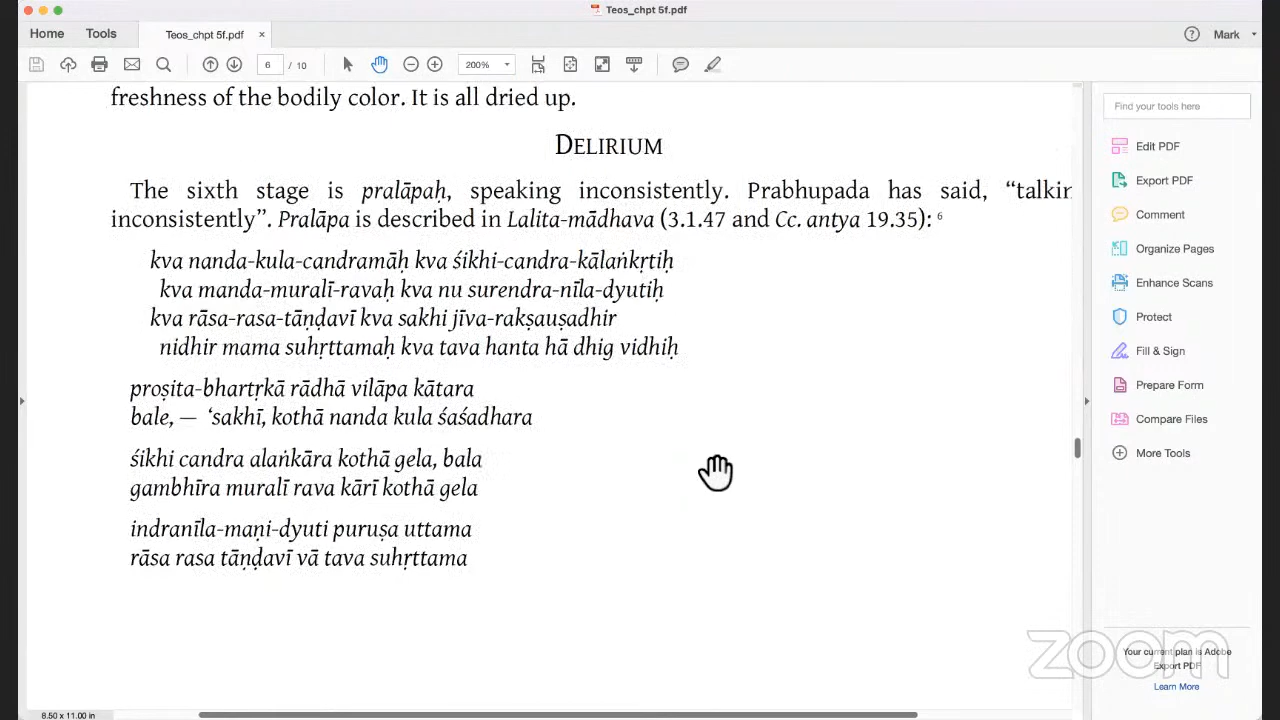 Teos_chpt 5f.pdf
Home Tools Teos_chpt 5f.pdf × Mark
6 / 10 200%
freshness of the bodily color. It is all dried up.
DELIRIUM
The sixth stage is pralāpaḥ, speaking inconsistently. Prabhupada has said, “talkin
inconsistently”. Pralāpa is described in Lalita-mādhava (3.1.47 and Cc. antya 19.35): 6
kva nanda-kula-candramāḥ kva śikhi-candra-kālaṅkṛtiḥ
kva manda-muralī-ravaḥ kva nu surendra-nīla-dyutiḥ
kva rāsa-rasa-tāṇḍavī kva sakhi jīva-rakṣauṣadhir
nidhir mama suhṛttamaḥ kva tava hanta hā dhig vidhiḥ
proṣita-bhartṛkā rādhā vilāpa kātara
bale, — ‘sakhī, kothā nanda kula śaśadhara
śikhi candra alaṅkāra kothā gela, bala
gambhīra muralī rava kārī kothā gela
indranīla-maṇi-dyuti puruṣa uttama
rāsa rasa tāṇḍavī vā tava suhṛttama
8.50 x 11.00 in
Find your tools here
Edit PDF
Export PDF
Comment
Organize Pages
Enhance Scans
Protect
Fill & Sign
Prepare Form
Compare Files
More Tools
Your current plan is Adobe
Export PDF
Learn More
zoom